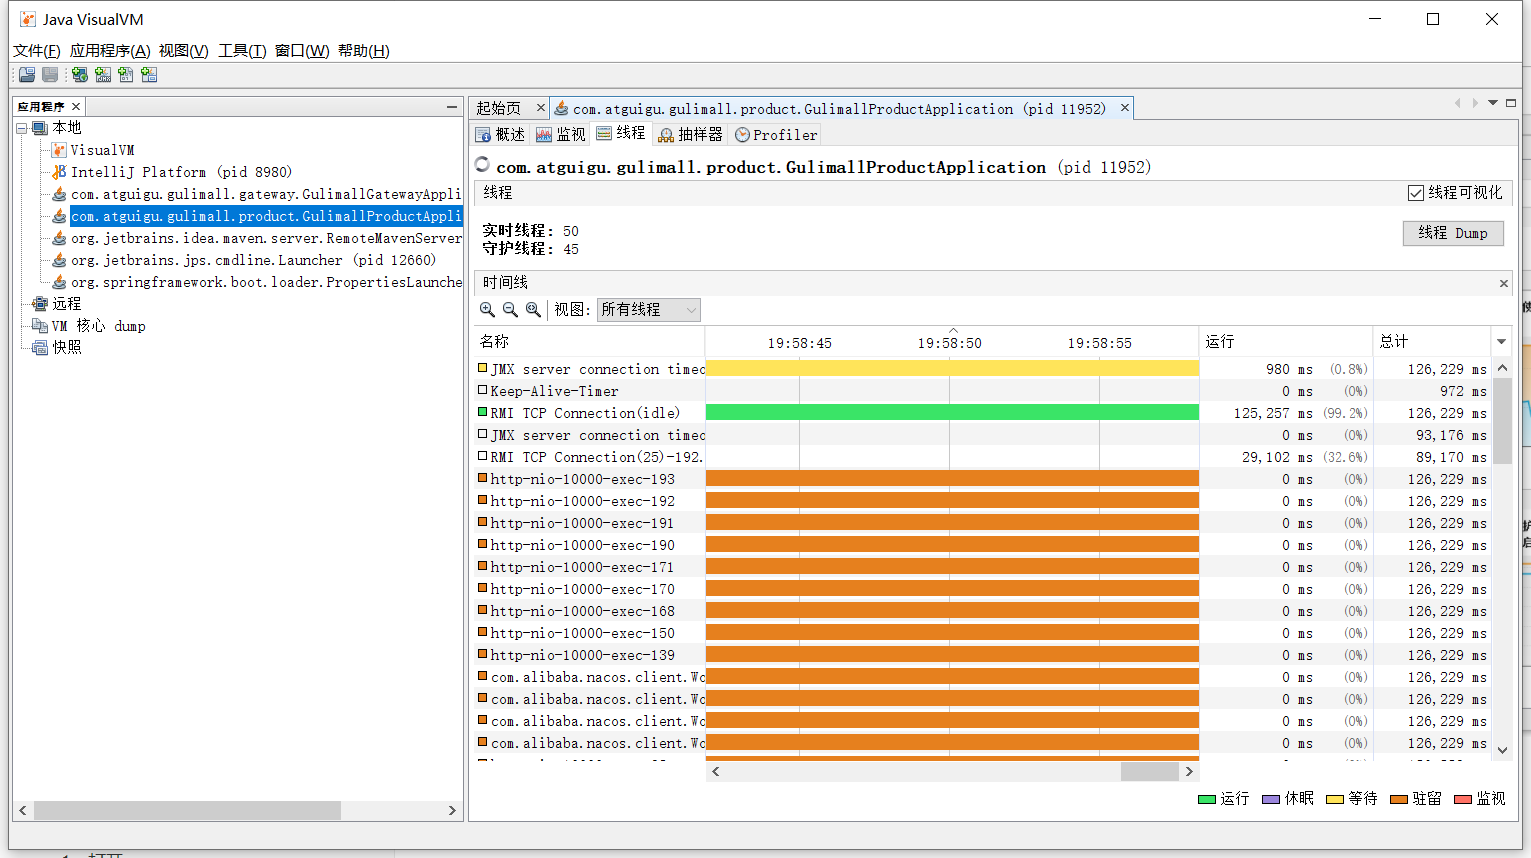 Java VisualVM
文件(F) 应用程序(A) 视图(V) 工具(T) 窗口(W) 帮助(H)
应用程序
本地
VisualVM
IntelliJ Platform (pid 8980)
com.atguigu.gulimall.gateway.GulimallGatewayAppli
com.atguigu.gulimall.product.GulimallProductAppli
org.jetbrains.idea.maven.server.RemoteMavenServer
org.jetbrains.jps.cmdline.Launcher (pid 12660)
org.springframework.boot.loader.PropertiesLaunche
远程
VM 核心 dump
快照
起始页 com.atguigu.gulimall.product.GulimallProductApplication (pid 11952)
概述 监视 线程 抽样器 Profiler
com.atguigu.gulimall.product.GulimallProductApplication (pid 11952)
线程 线程可视化
实时线程: 50
守护线程: 45
线程 Dump
时间线
视图: 所有线程
名称 19:58:45 19:58:50 19:58:55 运行 总计
JMX server connection timeo 980 ms (0.8%) 126,229 ms
Keep-Alive-Timer 0 ms (0%) 972 ms
RMI TCP Connection(idle) 125,257 ms (99.2%) 126,229 ms
JMX server connection timeo 0 ms (0%) 93,176 ms
RMI TCP Connection(25)-192. 29,102 ms (32.6%) 89,170 ms
http-nio-10000-exec-193 0 ms (0%) 126,229 ms
http-nio-10000-exec-192 0 ms (0%) 126,229 ms
http-nio-10000-exec-191 0 ms (0%) 126,229 ms
http-nio-10000-exec-190 0 ms (0%) 126,229 ms
http-nio-10000-exec-171 0 ms (0%) 126,229 ms
http-nio-10000-exec-170 0 ms (0%) 126,229 ms
http-nio-10000-exec-168 0 ms (0%) 126,229 ms
http-nio-10000-exec-150 0 ms (0%) 126,229 ms
http-nio-10000-exec-139 0 ms (0%) 126,229 ms
com.alibaba.nacos.client.Wo 0 ms (0%) 126,229 ms
com.alibaba.nacos.client.Wo 0 ms (0%) 126,229 ms
com.alibaba.nacos.client.Wo 0 ms (0%) 126,229 ms
com.alibaba.nacos.client.Wo 0 ms (0%) 126,229 ms
运行 休眠 等待 驻留 监视